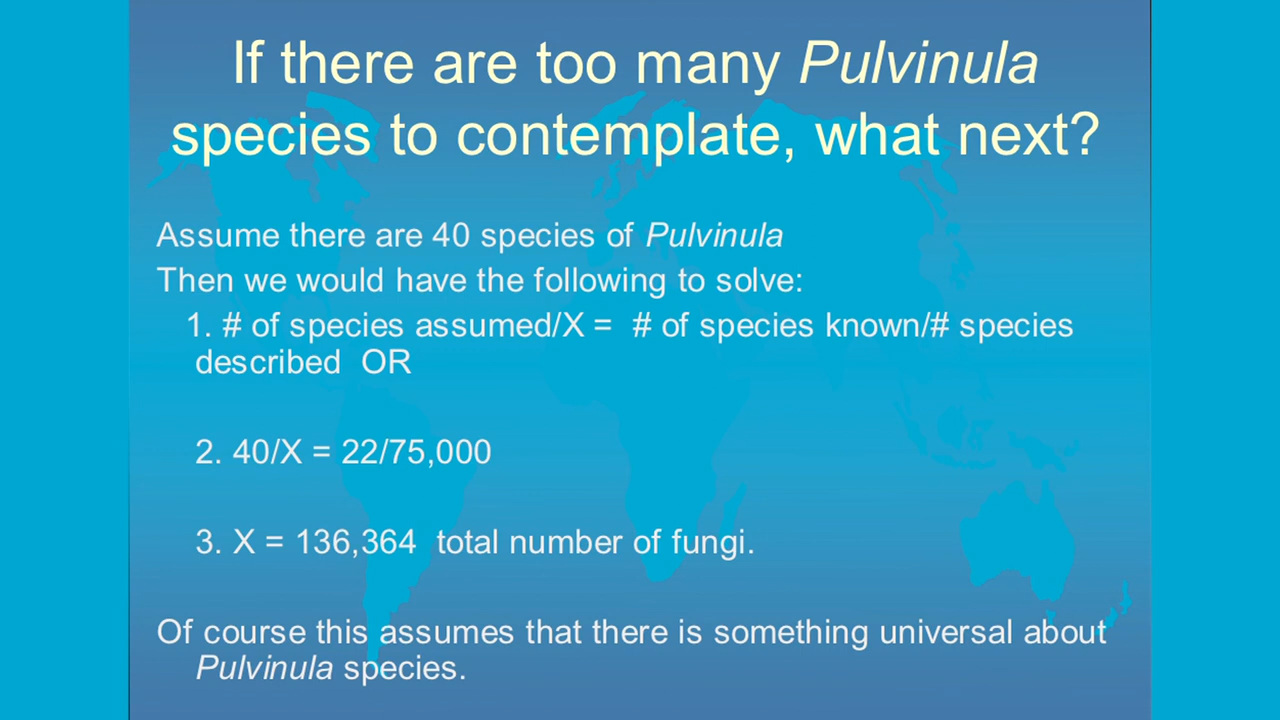 If there are too many Pulvinula
species to contemplate, what next?
Assume there are 40 species of Pulvinula
Then we would have the following to solve:
1. # of species assumed/X = # of species known/# species
described OR
2. 40/X = 22/75,000
3. X = 136,364 total number of fungi.
Of course this assumes that there is something universal about
Pulvinula species.